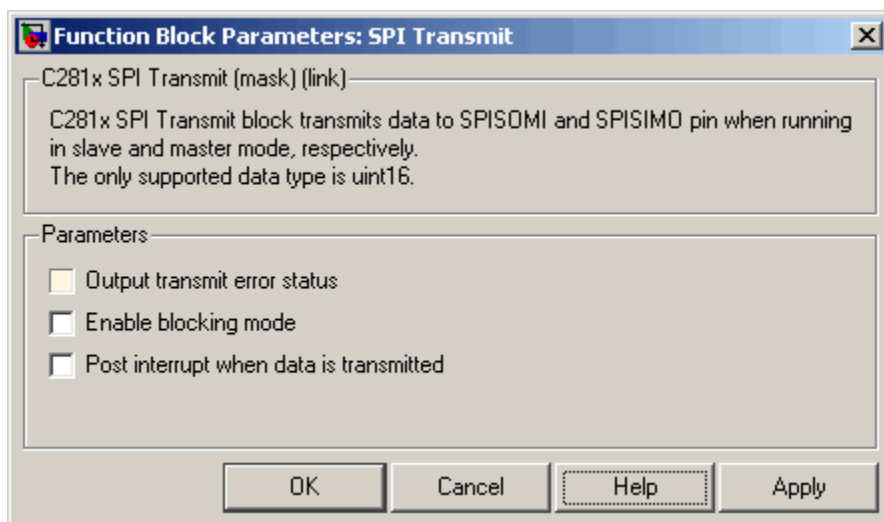 Function Block Parameters: SPI Transmit
C281x SPI Transmit (mask) (link)
C281x SPI Transmit block transmits data to SPISOMI and SPISIMO pin when running
in slave and master mode, respectively.
The only supported data type is uint16.
Parameters
Output transmit error status
Enable blocking mode
Post interrupt when data is transmitted
OK Cancel Help Apply